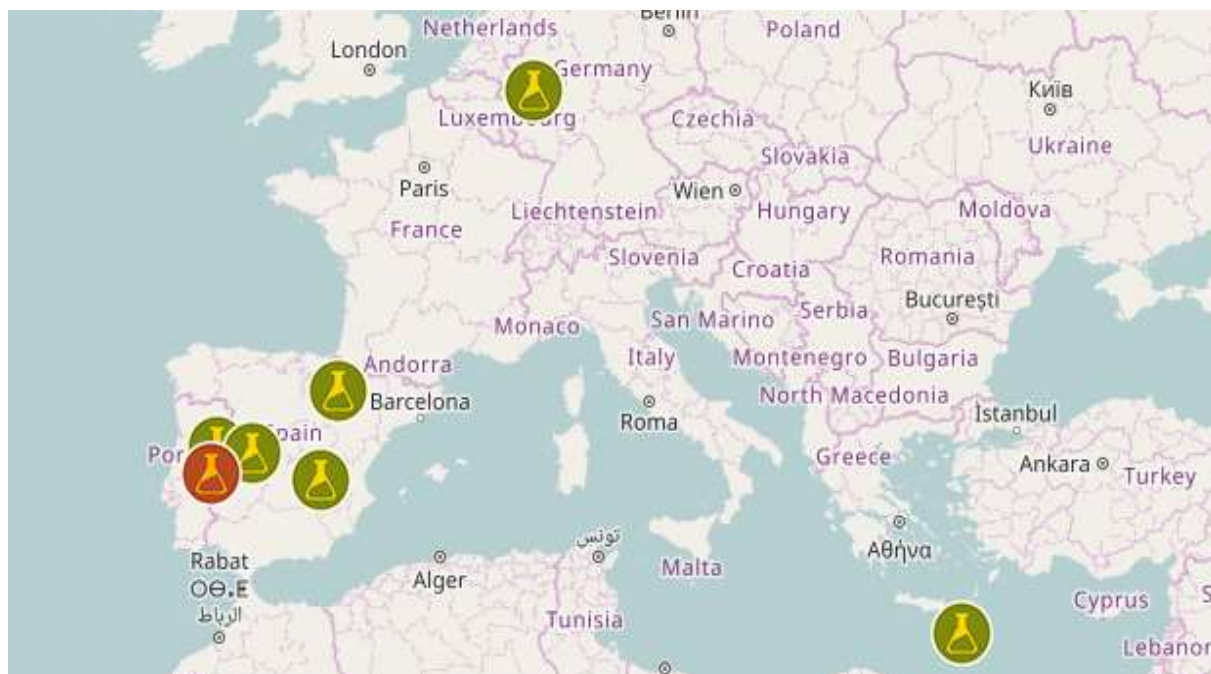 Berlin
Netherlands
Poland
London
Germany
Київ
Luxembourg
Czechia
Ukraine
Slovakia
Paris
Wien
Liechtenstein
Hungary
Moldova
France
Slovenia
Romania
Croatia
București
Serbia
Monaco
San Marino
Italy
Montenegro
Bulgaria
Andorra
North Macedonia
Barcelona
Roma
İstanbul
Spain
Por
Greece
Ankara
Turkey
تونس
Αθήνα
Rabat
Alger
Malta
ⵔⴱⴰⵟ
الرباط
Cyprus
S
Tunisia
Lebanon